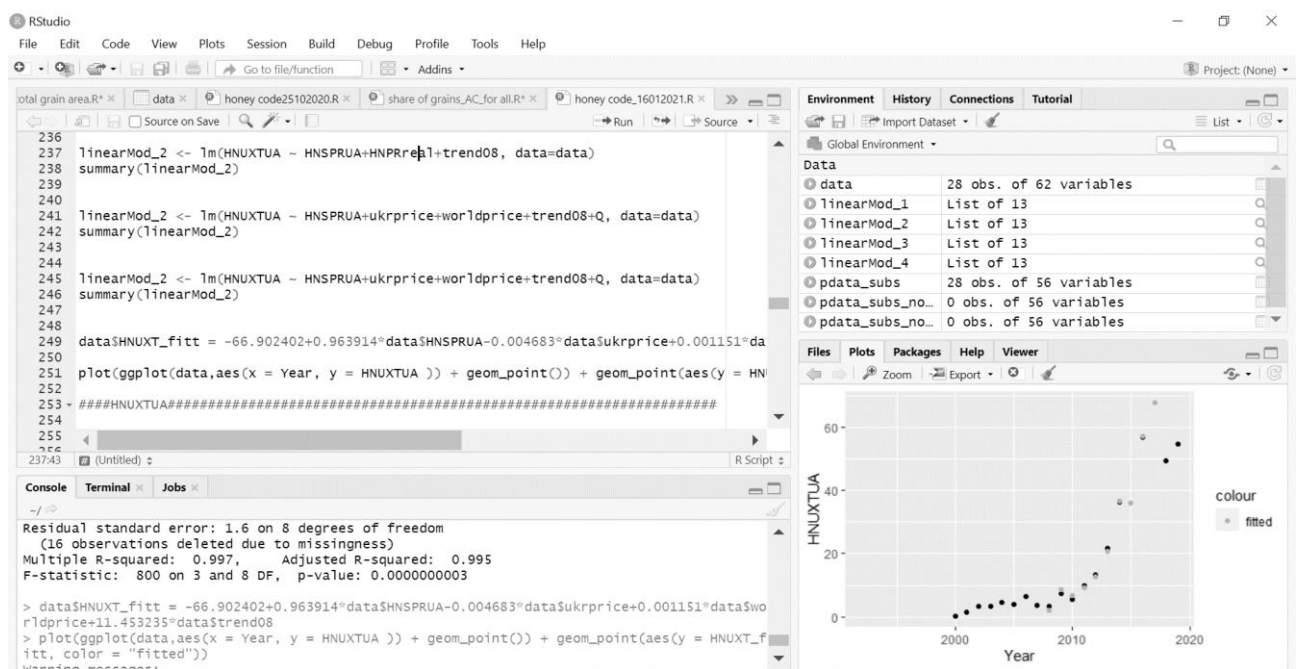 RStudio
File Edit Code View Plots Session Build Debug Profile Tools Help
Go to file/function Addins Project: (None)
otal grain area.R* × data × honey code25102020.R × share of grains_AC_for all.R* × honey code_16012021.R ×
Source on Save Run Source
236
237 linearMod_2 <- lm(HNUXTUA ~ HNSPRUA+HNPRreal+trend08, data=data)
238 summary(linearMod_2)
239
240
241 linearMod_2 <- lm(HNUXTUA ~ HNSPRUA+ukrprice+worldprice+trend08+Q, data=data)
242 summary(linearMod_2)
243
244
245 linearMod_2 <- lm(HNUXTUA ~ HNSPRUA+ukrprice+worldprice+trend08+Q, data=data)
246 summary(linearMod_2)
247
248
249 data$HNUXT_fitt = -66.902402+0.963914*data$HNSPRUA-0.004683*data$ukrprice+0.001151*da
250
251 plot(ggplot(data,aes(x = Year, y = HNUXTUA )) + geom_point()) + geom_point(aes(y = HNU
252
253 ####HNUXTUA#####################################################################
254
255
256
237:43 # (Untitled) R Script
Console Terminal × Jobs ×
~/
Residual standard error: 1.6 on 8 degrees of freedom
(16 observations deleted due to missingness)
Multiple R-squared: 0.997, Adjusted R-squared: 0.995
F-statistic: 800 on 3 and 8 DF, p-value: 0.0000000003
> data$HNUXT_fitt = -66.902402+0.963914*data$HNSPRUA-0.004683*data$ukrprice+0.001151*data$wo
rldprice+11.453235*data$trend08
> plot(ggplot(data,aes(x = Year, y = HNUXTUA )) + geom_point()) + geom_point(aes(y = HNUXT_f
itt, color = "fitted"))
Warning messages:
Environment History Connections Tutorial
Import Dataset List
Global Environment
Data
data 28 obs. of 62 variables
linearMod_1 List of 13
linearMod_2 List of 13
linearMod_3 List of 13
linearMod_4 List of 13
pdata_subs 28 obs. of 56 variables
pdata_subs_no… 0 obs. of 56 variables
pdata_subs_no… 0 obs. of 56 variables
Files Plots Packages Help Viewer
Zoom Export
60
40
20
0
HNUXTUA
2000 2010 2020
Year
colour
fitted